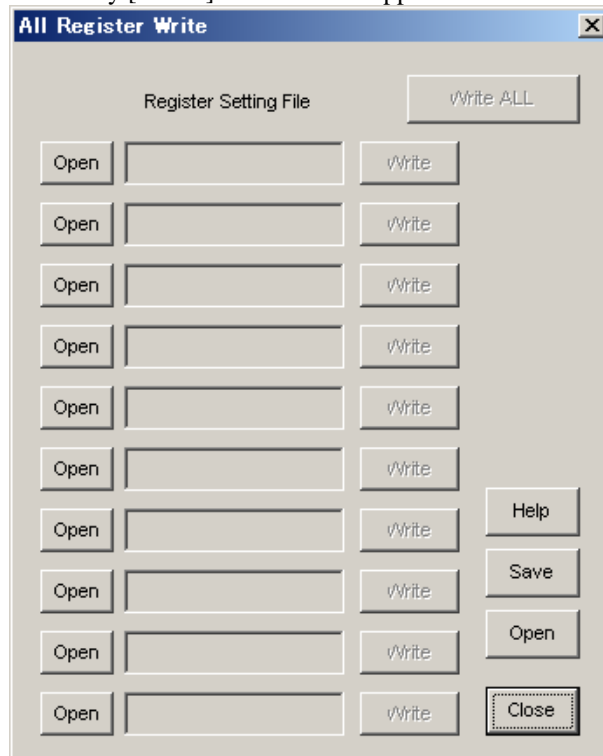 All Register Write
Register Setting File
Write ALL
Open Write
Open Write
Open Write
Open Write
Open Write
Open Write
Open Write
Open Write
Open Write
Open Write
Help
Save
Open
Close